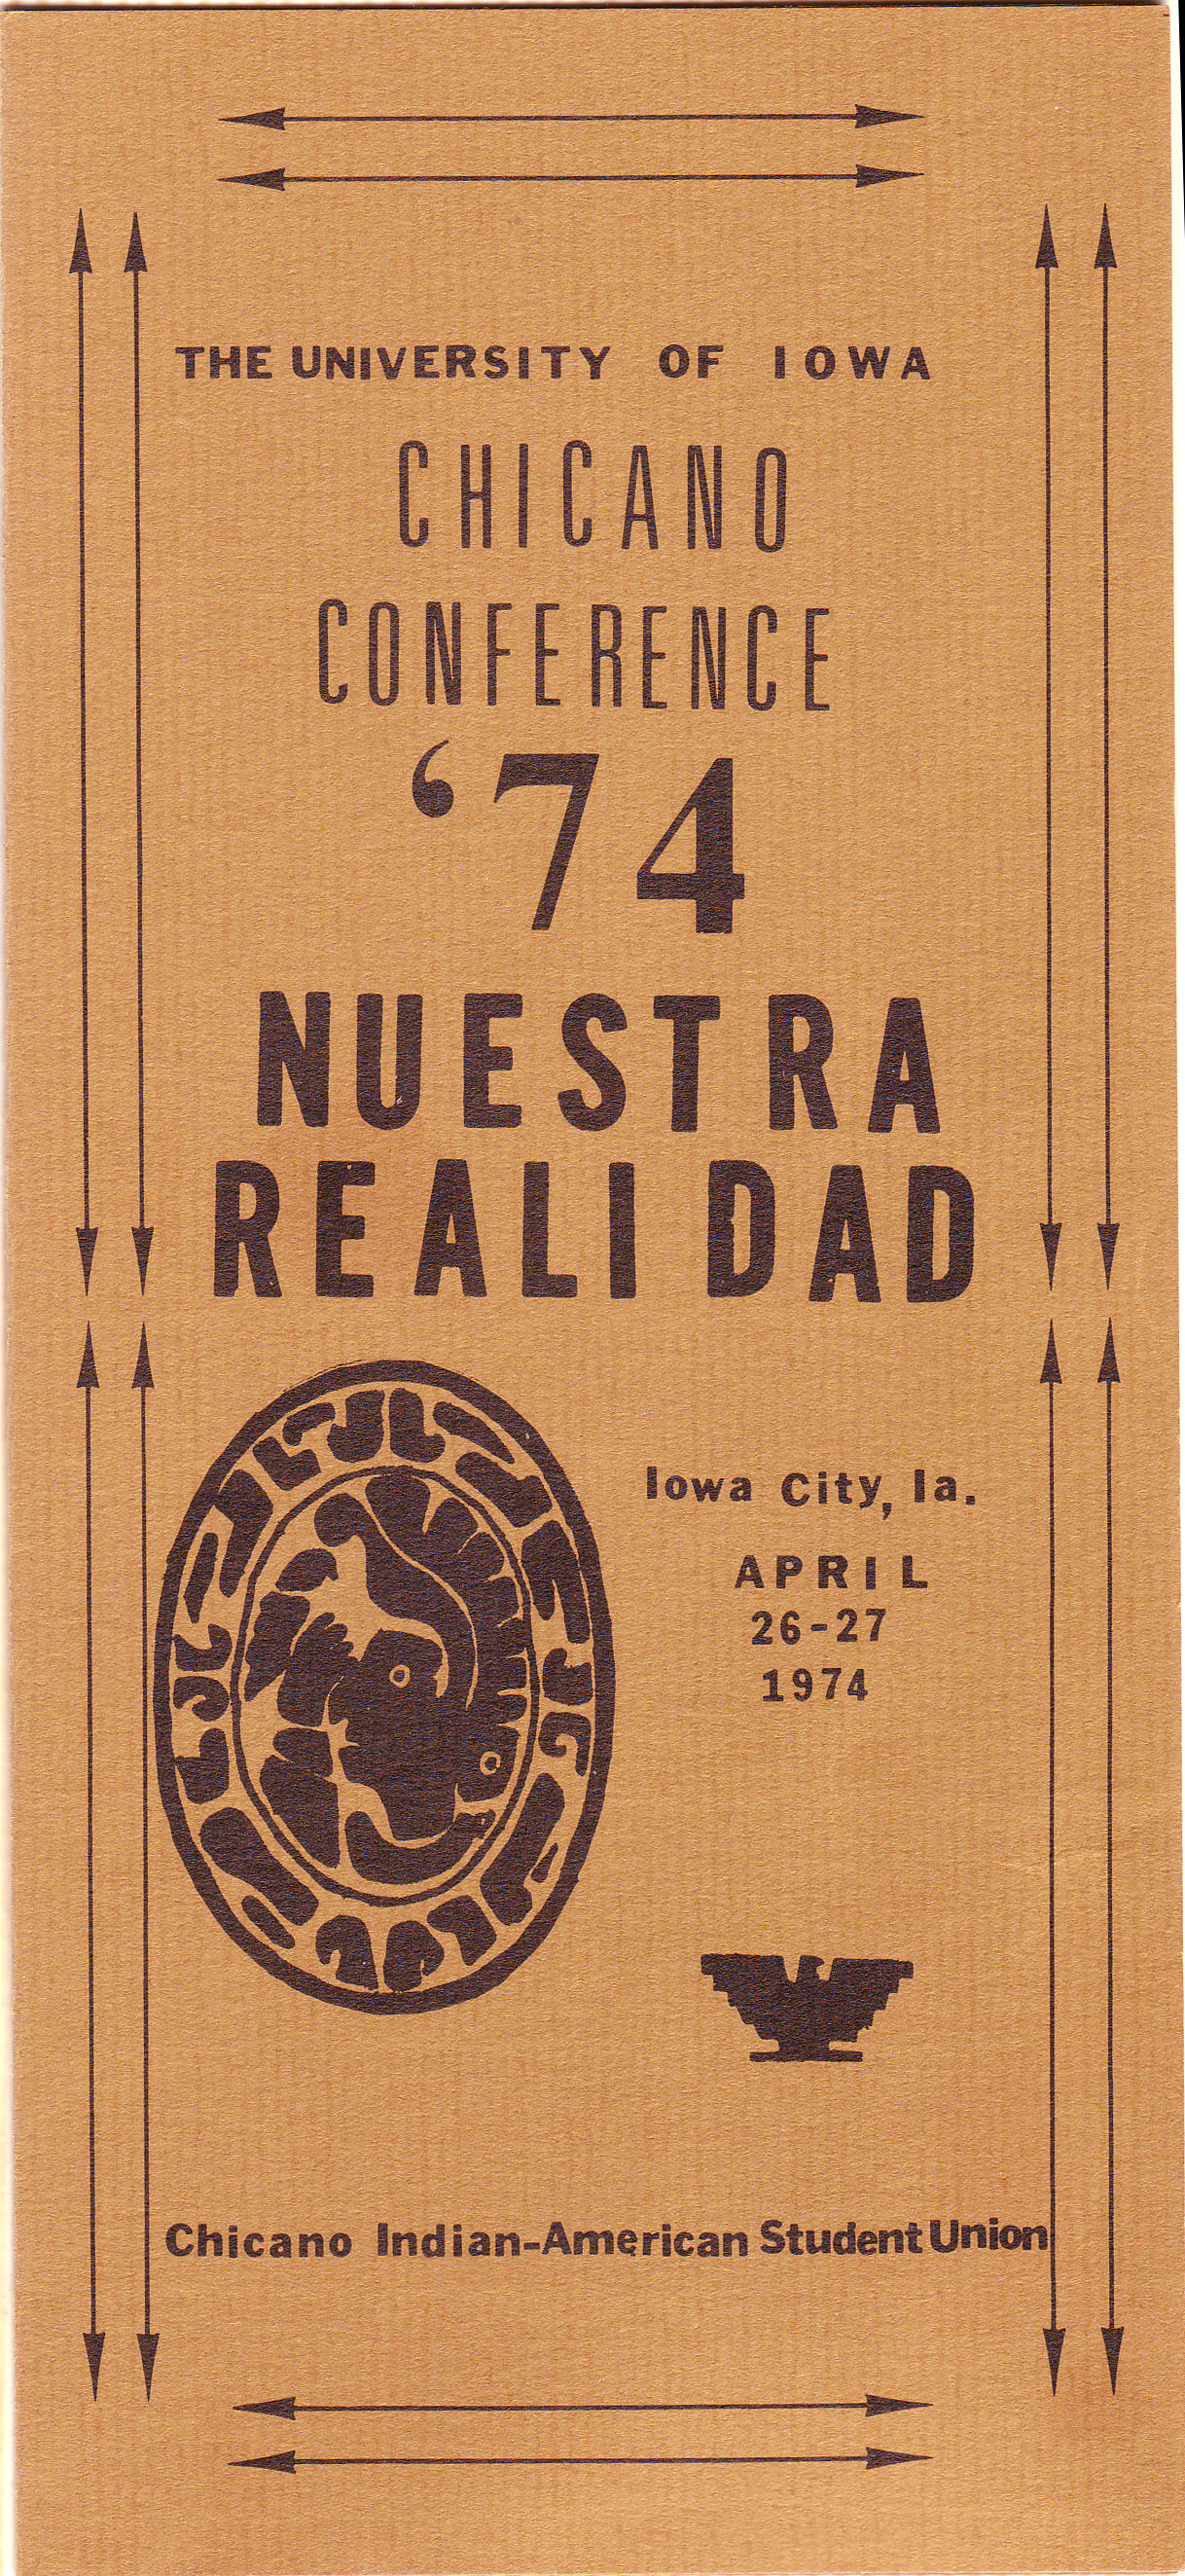 THE UNIVERSITY OF IOWA
CHICANO
CONFERENCE
‘74
NUESTRA
REALIDAD
Iowa City, Ia.
APRIL
26-27
1974
Chicano Indian-American Student Union